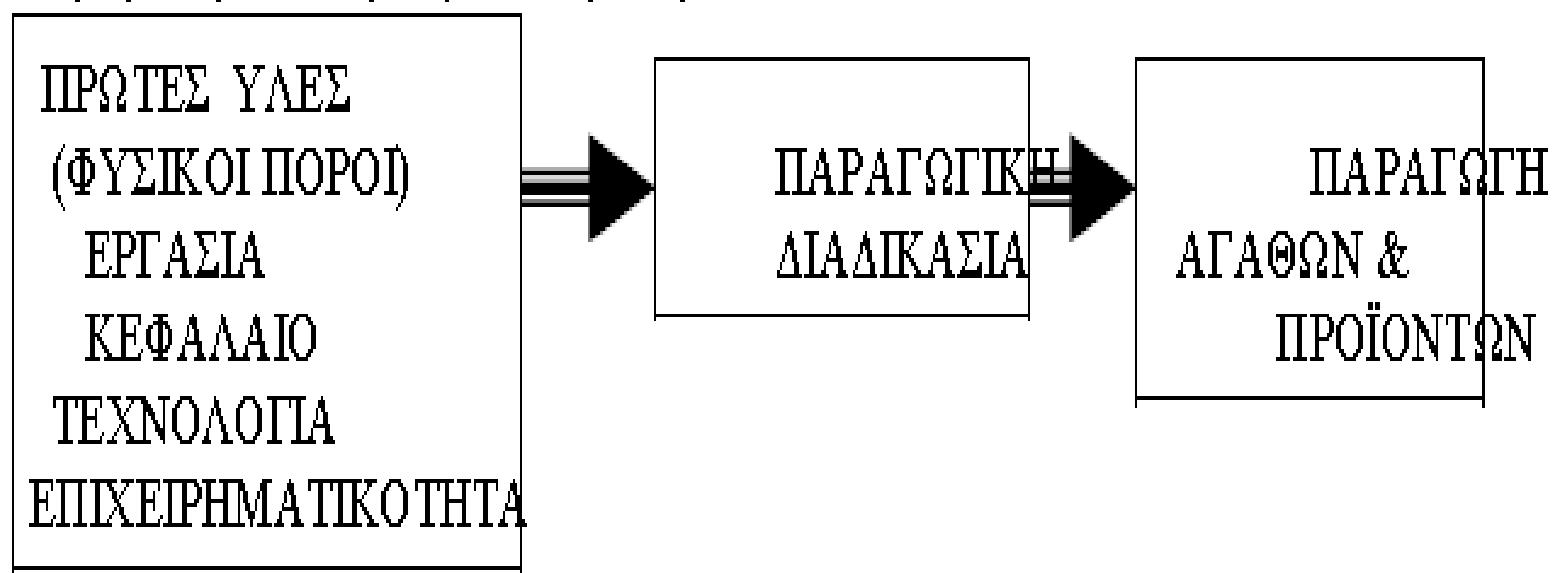 ΠΡΩΤΕΣ ΥΛΕΣ
(ΦΥΣΙΚΟΙ ΠΟΡΟΙ)
ΕΡΓΑΣΙΑ
ΚΕΦΑΛΑΙΟ
ΤΕΧΝΟΛΟΓΙΑ
ΕΠΙΧΕΙΡΗΜΑΤΙΚΟΤΗΤΑ
ΠΑΡΑΓΩΓΙΚΗ
ΔΙΑΔΙΚΑΣΙΑ
ΠΑΡΑΓΩΓΗ
ΑΓΑΘΩΝ &
ΠΡΟΪΟΝΤΩΝ